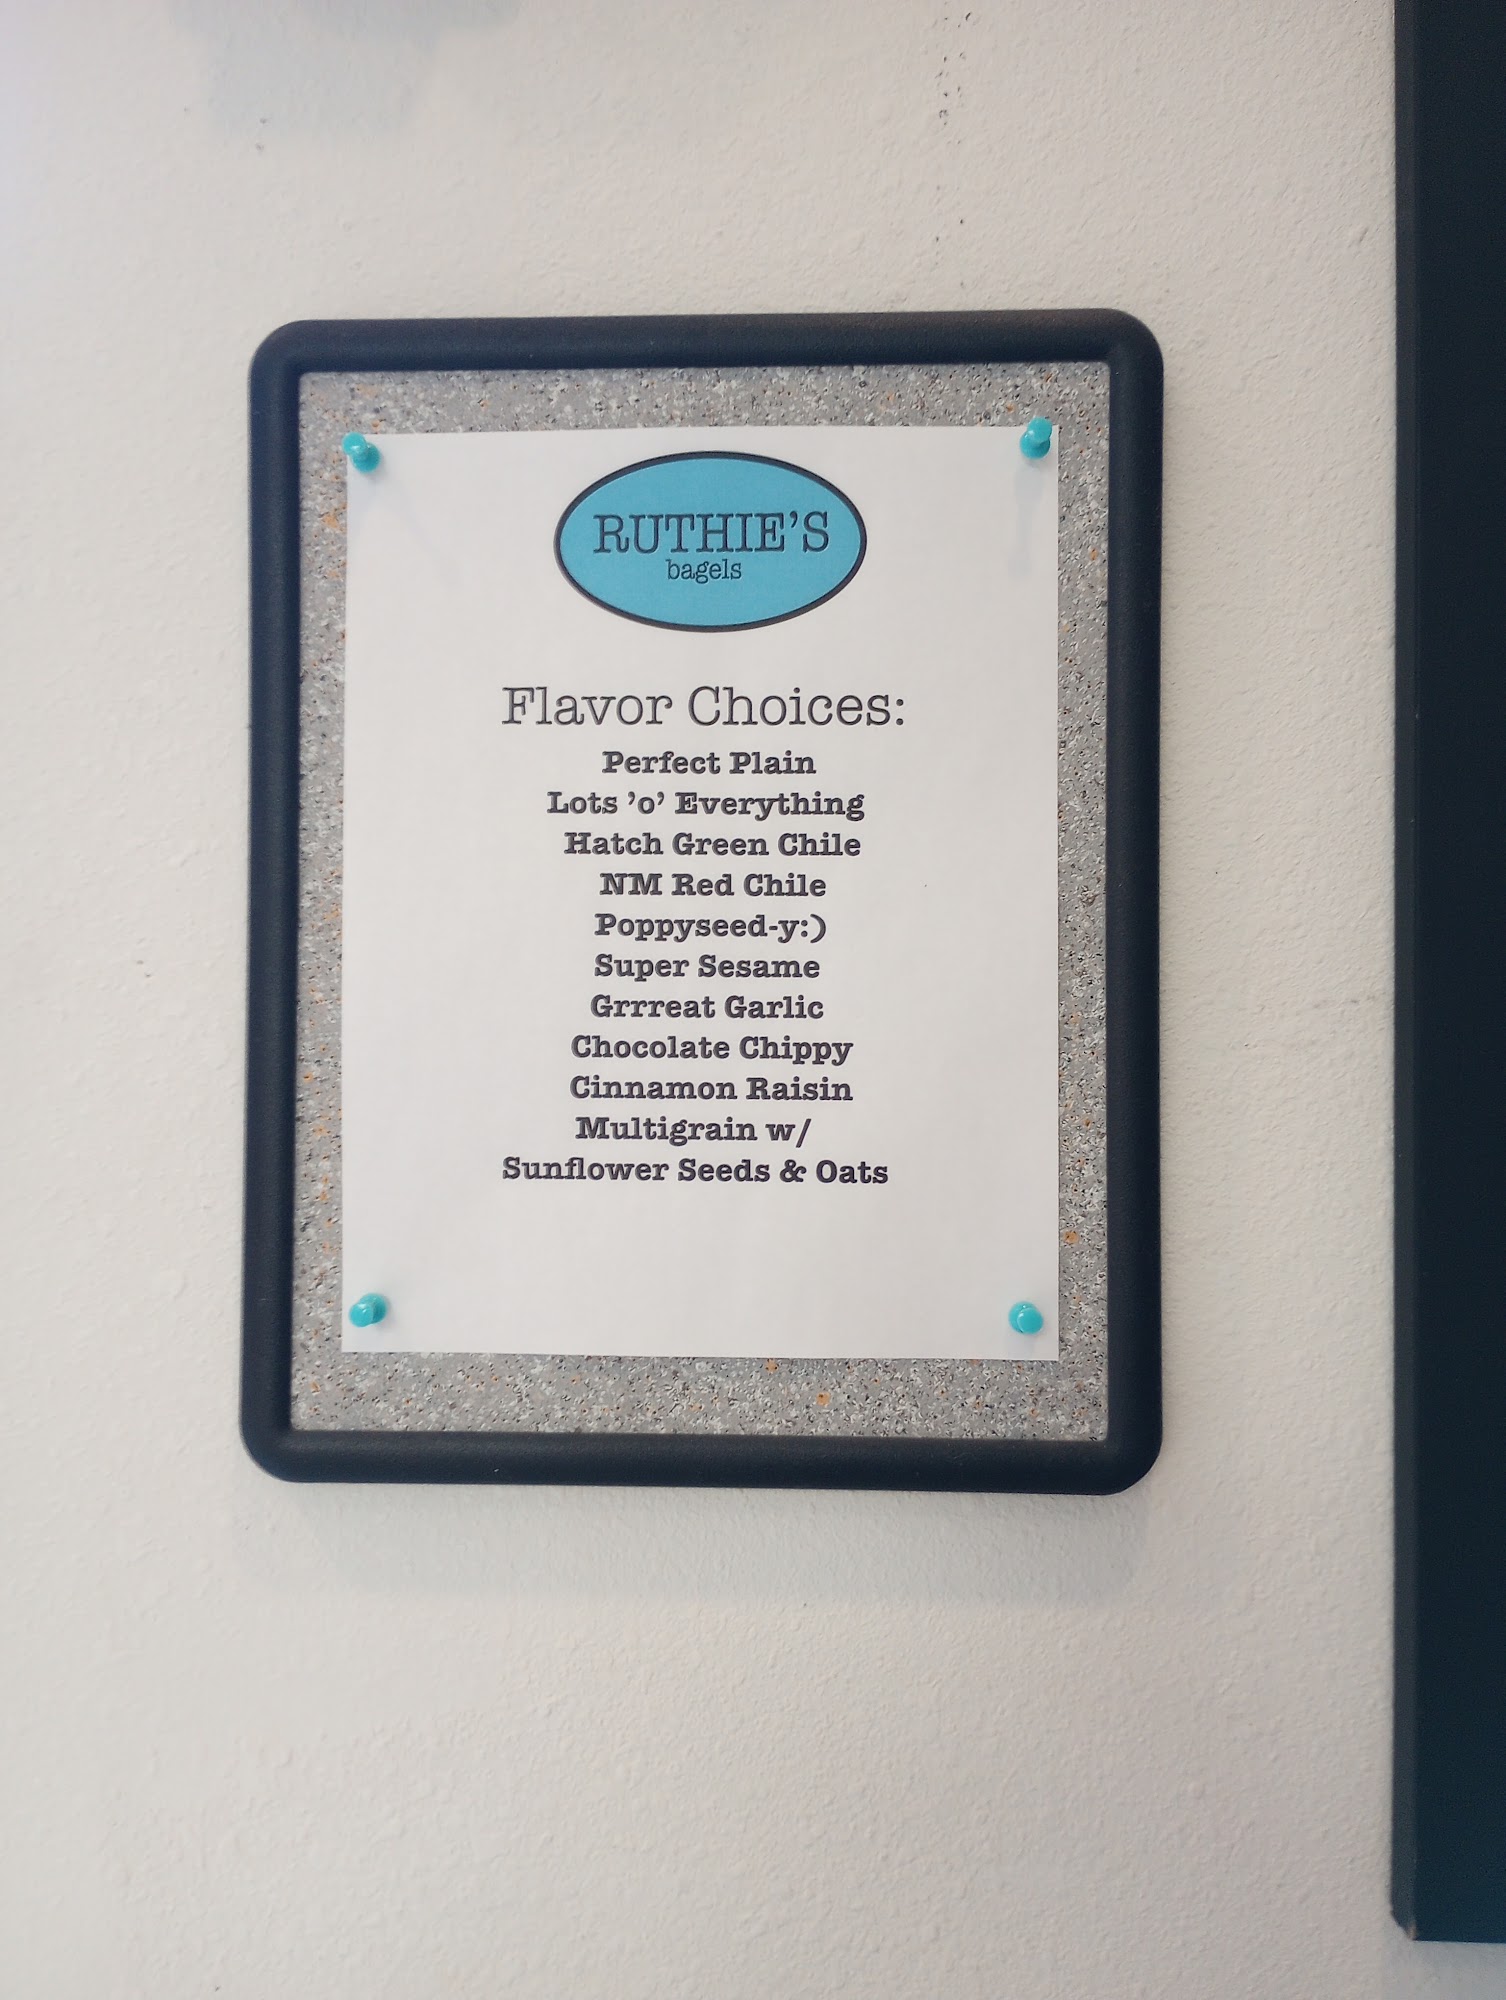 RUTHIE'S
bagels
Flavor Choices:
Perfect Plain
Lots 'o' Everything
Hatch Green Chile
NM Red Chile
Poppyseed-y:)
Super Sesame
Grrreat Garlic
Chocolate Chippy
Cinnamon Raisin
Multigrain w/
Sunflower Seeds & Oats